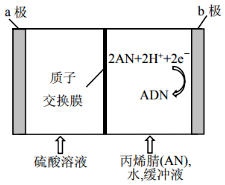 a 极
b 极
2AN+2H⁺+2e⁻
质子
交换膜
ADN
硫酸溶液
丙烯腈(AN),
水,缓冲液